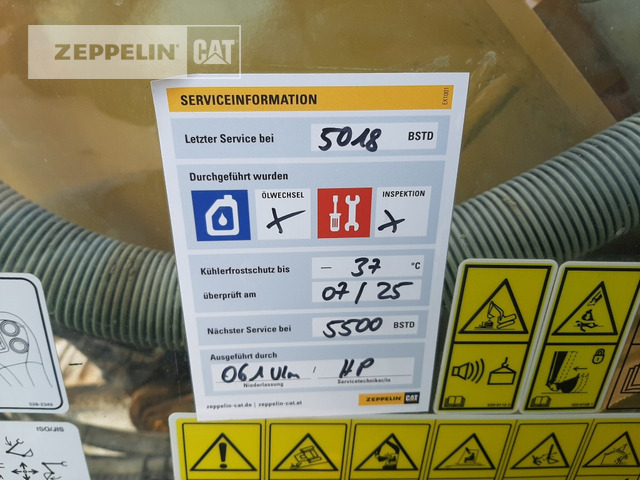 ZEPPELIN CAT
SERVICEINFORMATION
EX1001
Letzter Service bei 5018 BSTD
Durchgeführt wurden
ÖLWECHSEL X
INSPEKTION X
Kühlerfrostschutz bis – 37 °C
überprüft am 07/25
Nächster Service bei 5500 BSTD
Ausgeführt durch
061 Ulm HP
Niederlassung Servicetechniker/in
zeppelin-cat.de | zeppelin-cat.at
ZEPPELIN CAT